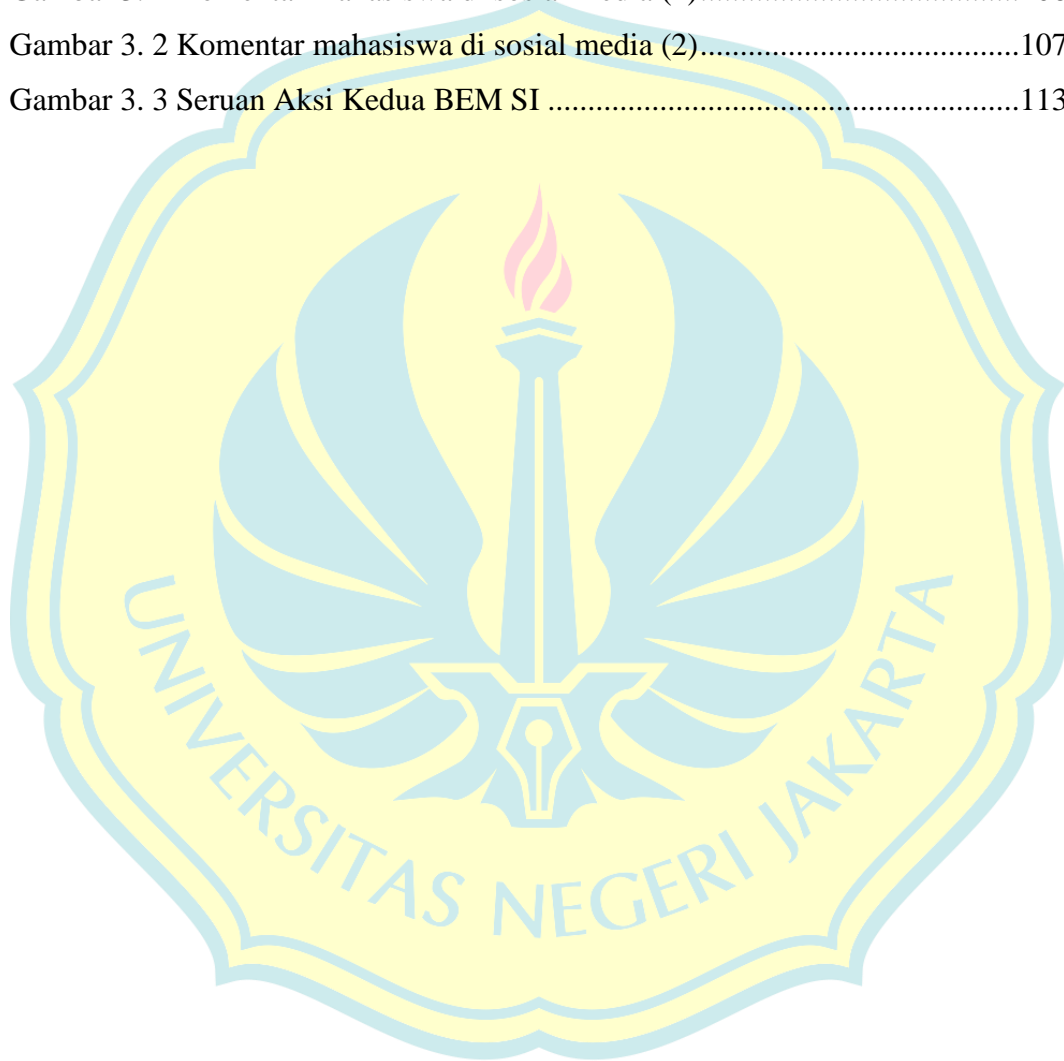 Gambar 3. 2 Komentar mahasiswa di sosial media (2)....................................107
Gambar 3. 3 Seruan Aksi Kedua BEM SI ......................................................113
UNIVERSITAS NEGERI JAKARTA